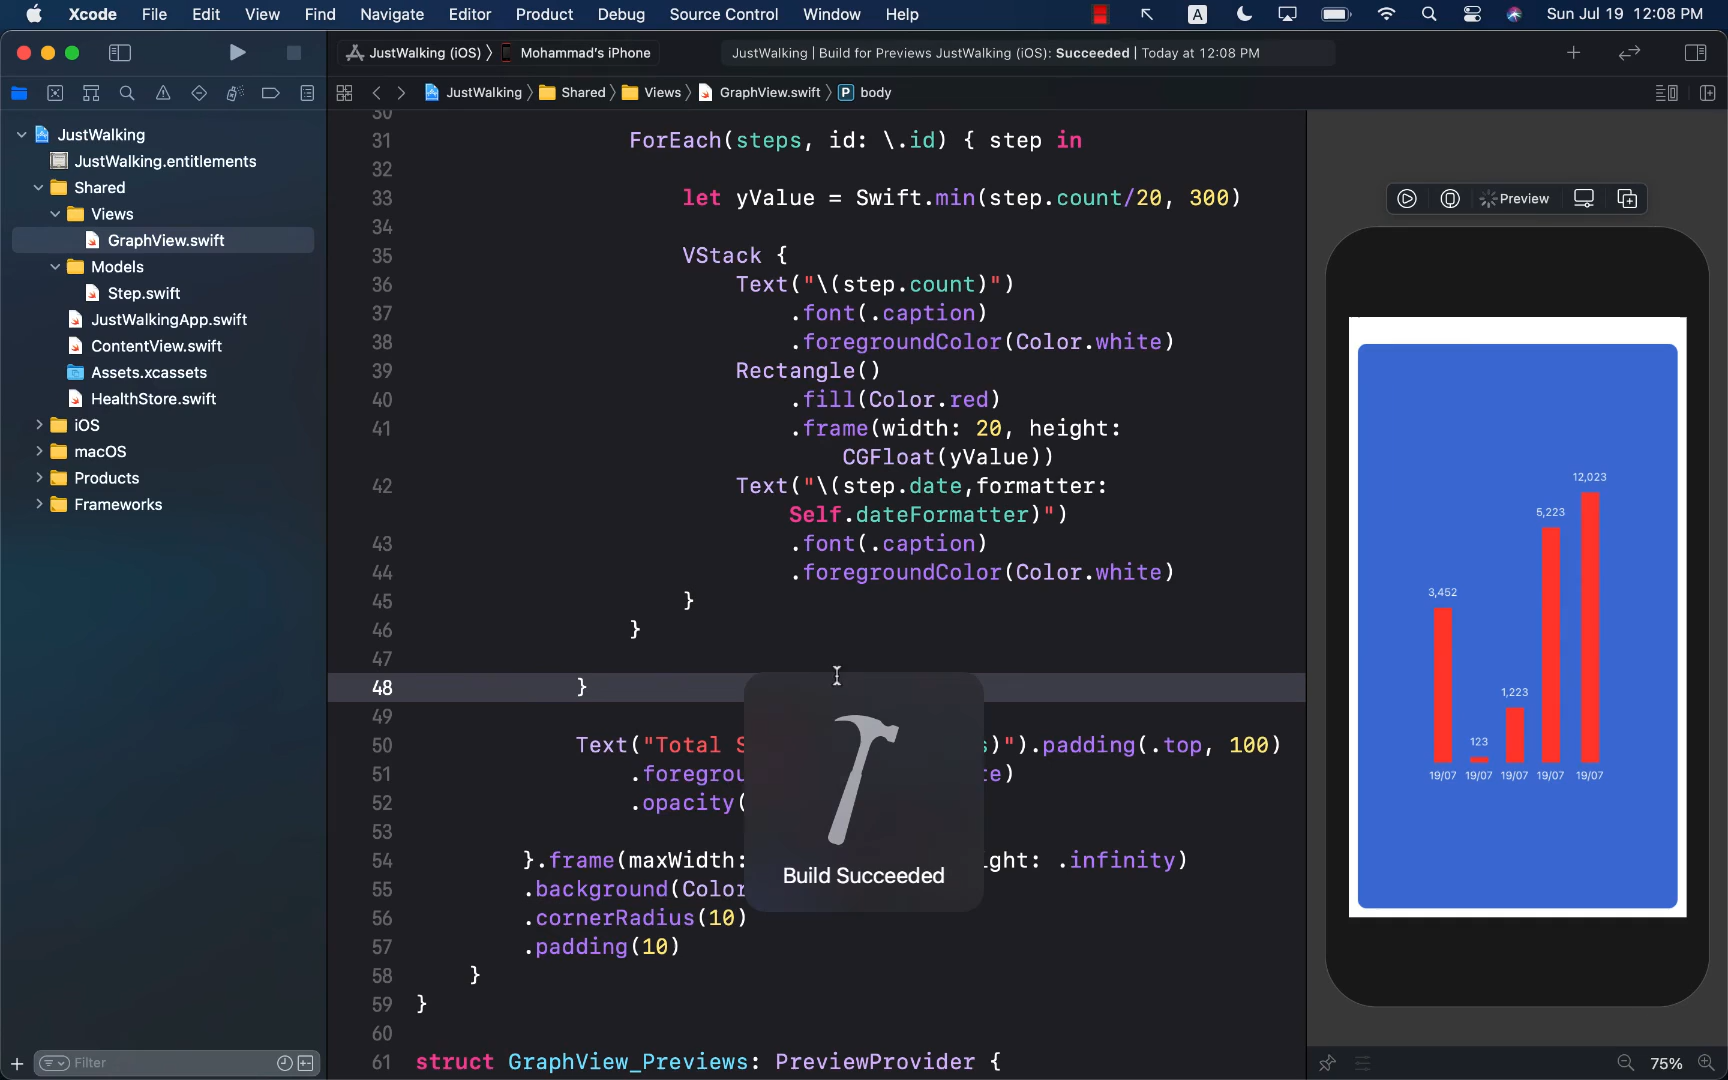 Xcode File Edit View Find Navigate Editor Product Debug Source Control Window Help A Sun Jul 19 12:08 PM
JustWalking (iOS) 〉 Mohammad's iPhone
JustWalking | Build for Previews JustWalking (iOS): Succeeded | Today at 12:08 PM
JustWalking 〉 Shared 〉 Views 〉 GraphView.swift 〉 P body
JustWalking
JustWalking.entitlements
Shared
Views
GraphView.swift
Models
Step.swift
JustWalkingApp.swift
ContentView.swift
Assets.xcassets
HealthStore.swift
iOS
macOS
Products
Frameworks
Filter
30
31 ForEach(steps, id: \.id) { step in
32
33 let yValue = Swift.min(step.count/20, 300)
34
35 VStack {
36 Text("\(step.count)")
37 .font(.caption)
38 .foregroundColor(Color.white)
39 Rectangle()
40 .fill(Color.red)
41 .frame(width: 20, height:
CGFloat(yValue))
42 Text("\(step.date,formatter:
Self.dateFormatter)")
43 .font(.caption)
44 .foregroundColor(Color.white)
45 }
46 }
47
48 }
49
50 Text("Total S s)").padding(.top, 100)
51 .foregrou te)
52 .opacity(
53
54 }.frame(maxWidth: ight: .infinity)
55 .background(Color
56 .cornerRadius(10)
57 .padding(10)
58 }
59 }
60
61 struct GraphView_Previews: PreviewProvider {
Build Succeeded
Preview
12,023
5,223
3,452
1,223
123
19/07 19/07 19/07 19/07 19/07
75%